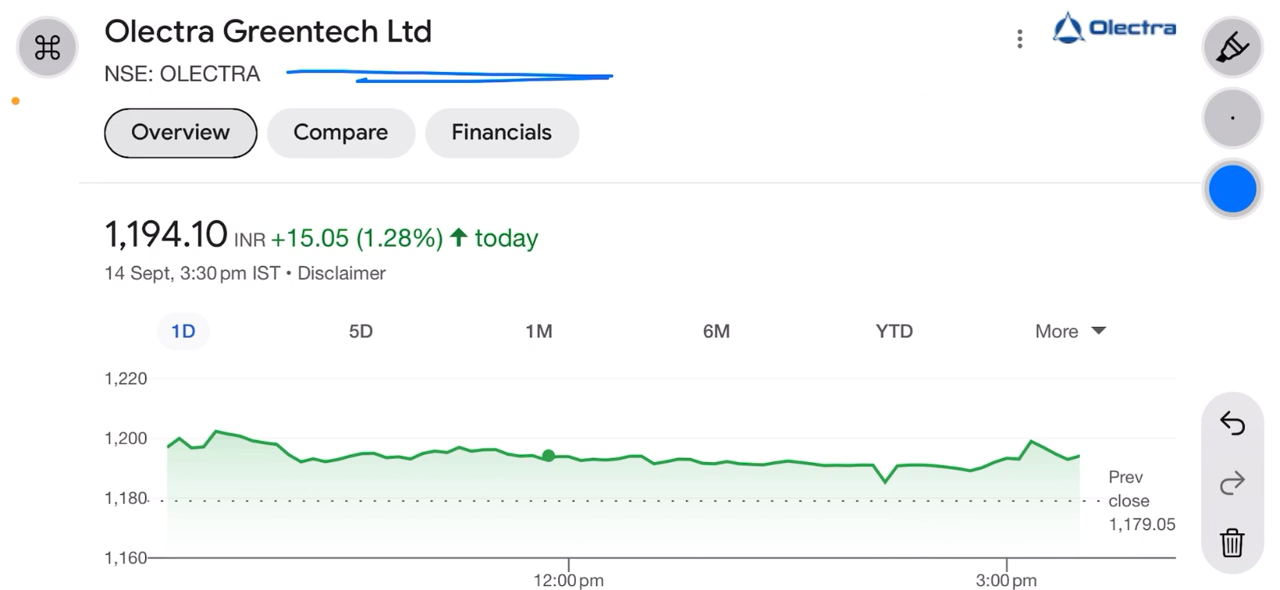 Olectra Greentech Ltd
Olectra
NSE: OLECTRA
Overview Compare Financials
1,194.10 INR +15.05 (1.28%) ↑ today
14 Sept, 3:30 pm IST • Disclaimer
1D 5D 1M 6M YTD More
1,220
1,200
1,180
1,160
Prev
close
1,179.05
12:00 pm 3:00 pm